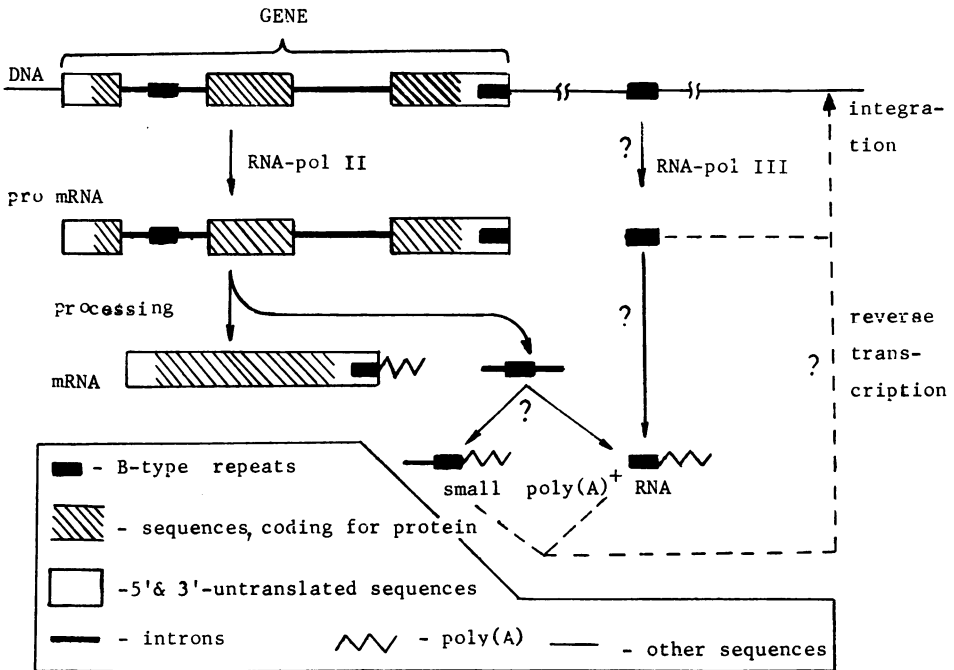 GENE
DNA
integra-
tion
?
RNA-pol II
RNA-pol III
pro mRNA
processing
?
reverse
trans-
cription
?
mRNA
?
small poly(A)+ RNA
- B-type repeats
- sequences, coding for protein
-5'& 3'-untranslated sequences
- introns
- poly(A)
- other sequences